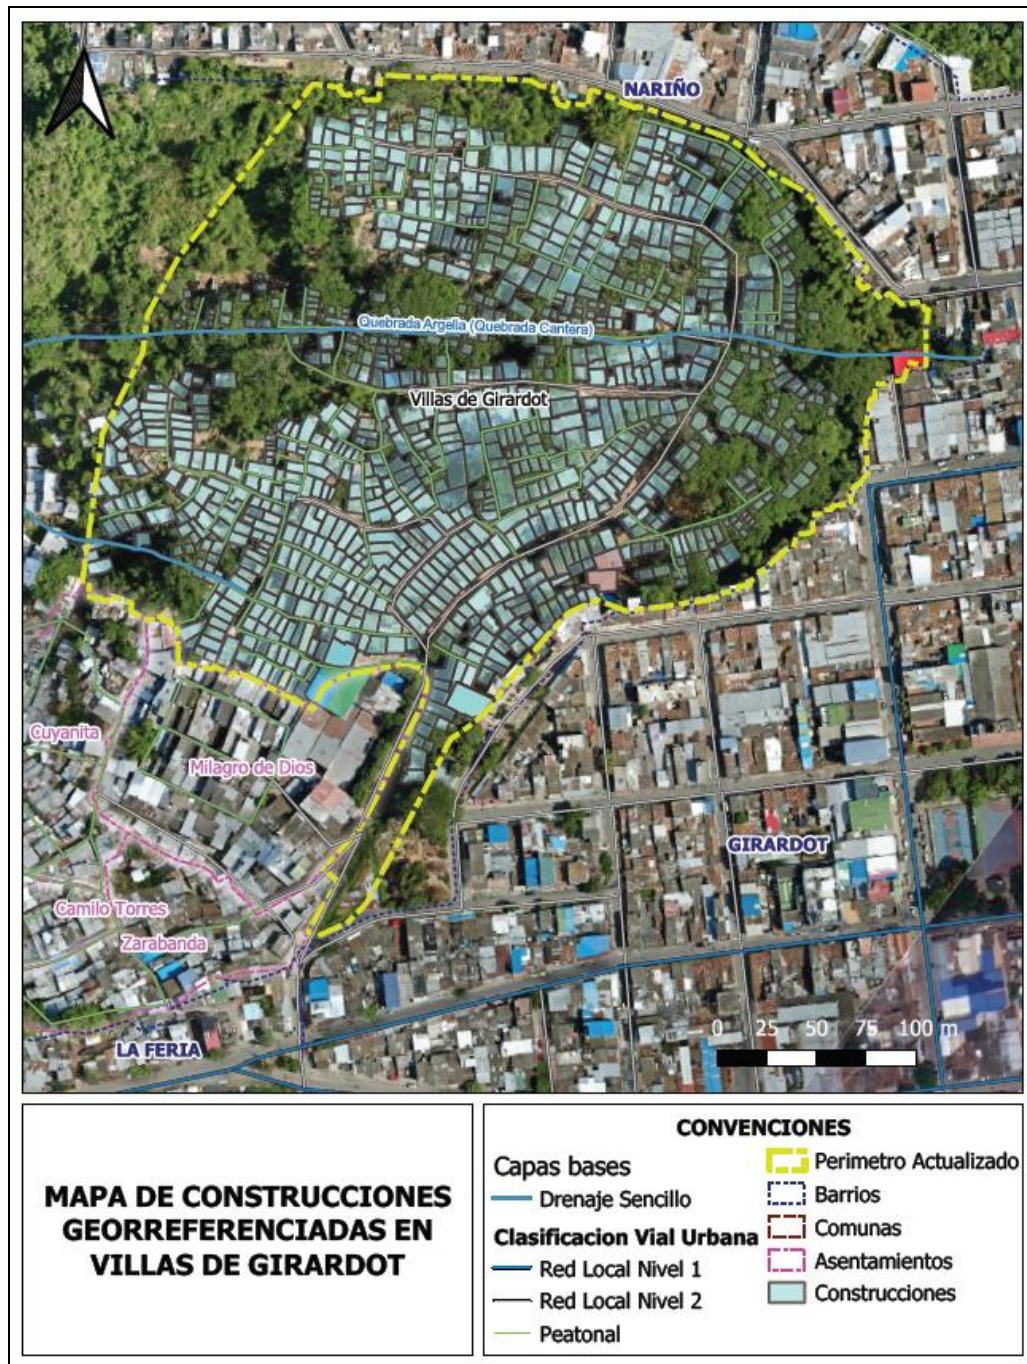 NARIÑO
Quebrada Argelia (Quebrada Cantera)
Villas de Girardot
Cuyanita
Milagro de Dios
GIRARDOT
Camilo Torres
Zarabanda
LA FERIA
0 25 50 75 100 m
MAPA DE CONSTRUCCIONES
GEORREFERENCIADAS EN
VILLAS DE GIRARDOT
CONVENCIONES
Capas bases
Drenaje Sencillo
Clasificacion Vial Urbana
Red Local Nivel 1
Red Local Nivel 2
Peatonal
Perimetro Actualizado
Barrios
Comunas
Asentamientos
Construcciones